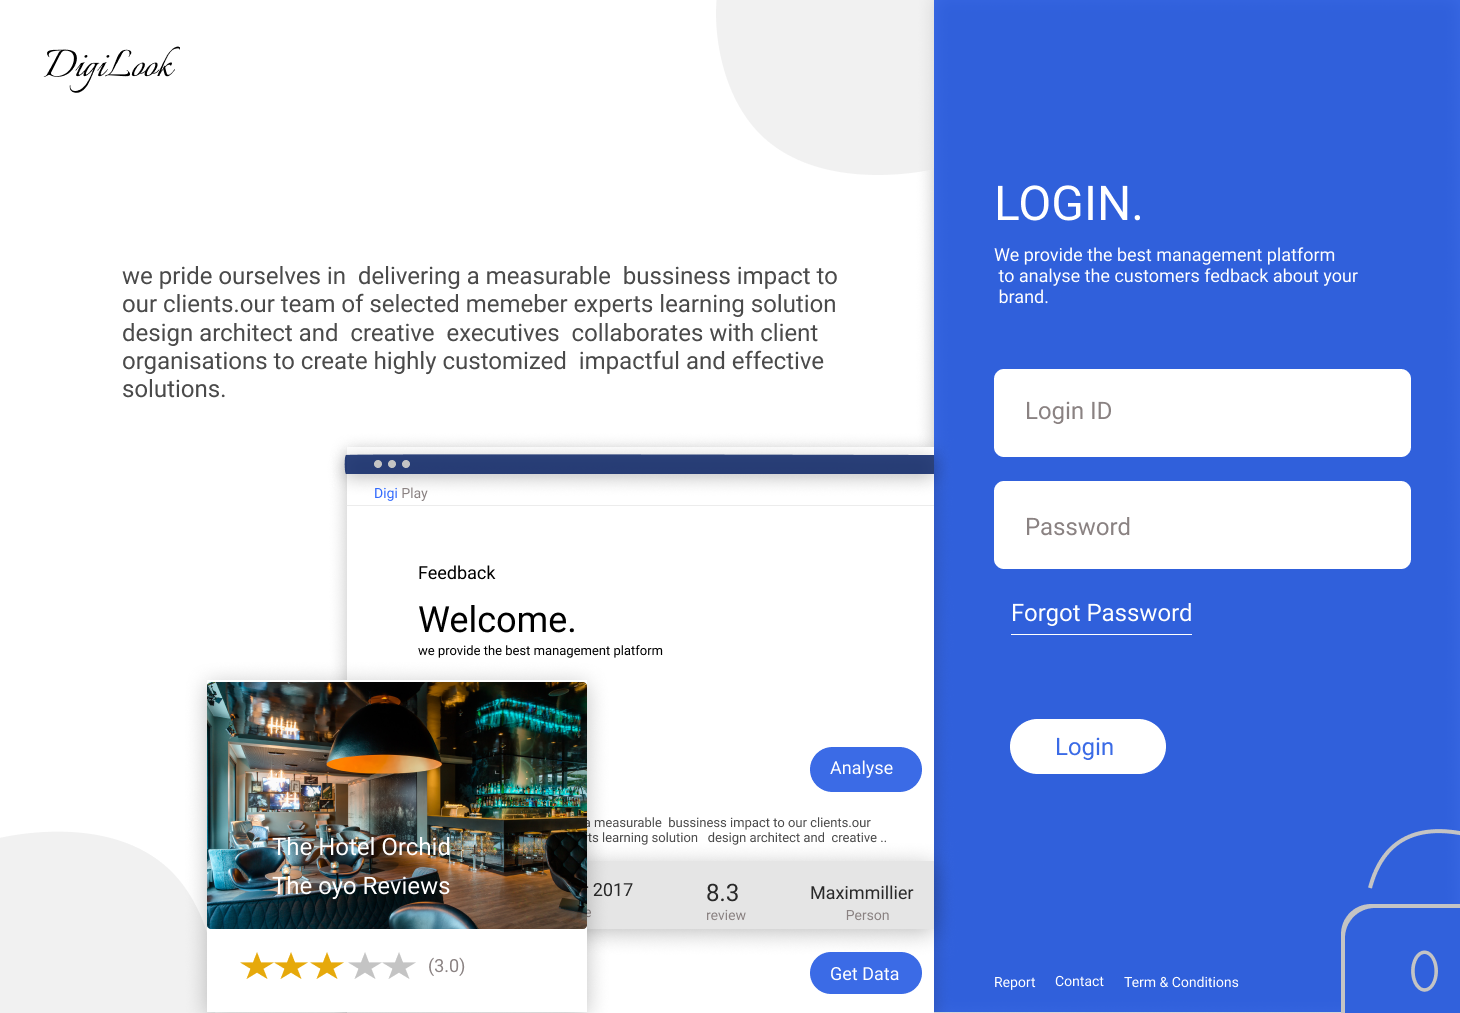 DigiLook
we pride ourselves in  delivering a measurable  bussiness impact to
our clients.our team of selected memeber experts learning solution
design architect and  creative  executives  collaborates with client
organisations to create highly customized  impactful and effective
solutions.
Digi Play
Feedback
Welcome.
we provide the best management platform
Analyse
a measurable  bussiness impact to our clients.our
learning solution   design architect and  creative ..
2017
8.3
review
Maximmillier
Person
The Hotel Orchid
The oyo Reviews
(3.0)
Get Data
LOGIN.
We provide the best management platform
to analyse the customers fedback about your
brand.
Login ID
Password
Forgot Password
Login
Report
Contact
Term & Conditions